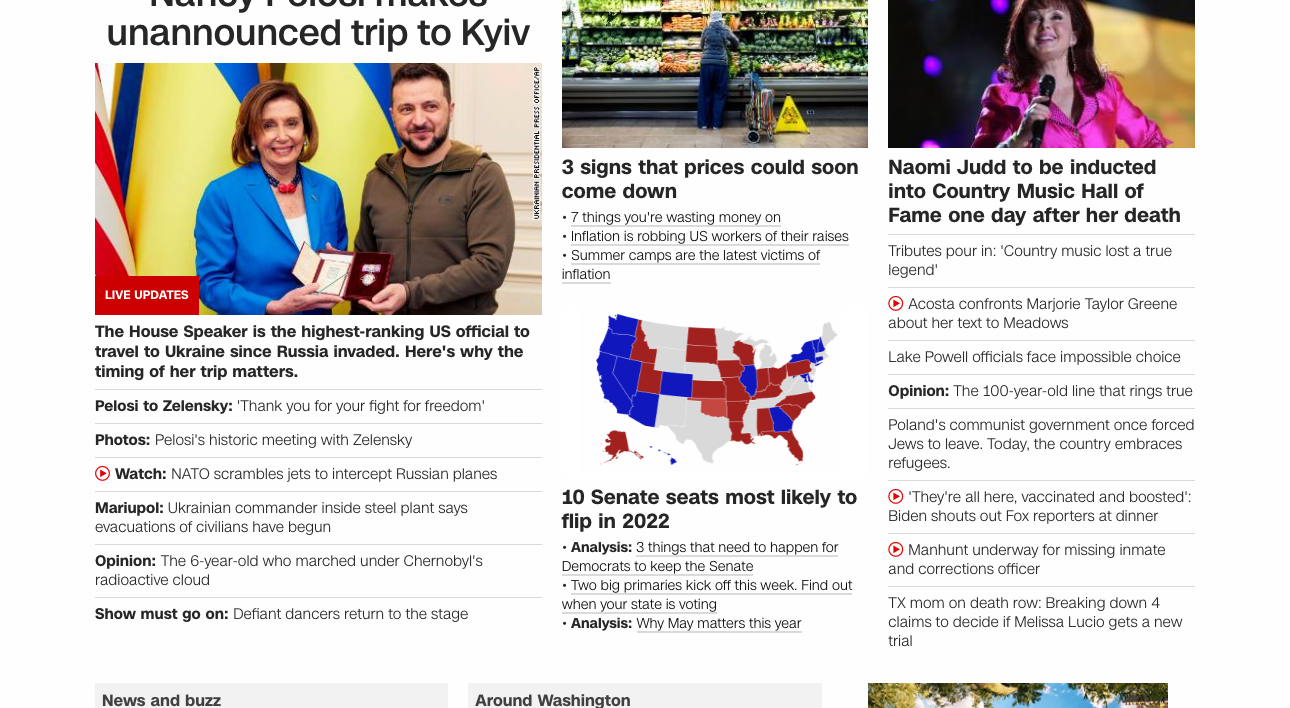 Nancy Pelosi makes
unannounced trip to Kyiv
UKRAINIAN PRESIDENTIAL PRESS OFFICE/AP
LIVE UPDATES
The House Speaker is the highest-ranking US official to
travel to Ukraine since Russia invaded. Here's why the
timing of her trip matters.
Pelosi to Zelensky: 'Thank you for your fight for freedom'
Photos: Pelosi's historic meeting with Zelensky
Watch: NATO scrambles jets to intercept Russian planes
Mariupol: Ukrainian commander inside steel plant says
evacuations of civilians have begun
Opinion: The 6-year-old who marched under Chernobyl's
radioactive cloud
Show must go on: Defiant dancers return to the stage
3 signs that prices could soon
come down
• 7 things you're wasting money on
• Inflation is robbing US workers of their raises
• Summer camps are the latest victims of
inflation
10 Senate seats most likely to
flip in 2022
• Analysis: 3 things that need to happen for
Democrats to keep the Senate
• Two big primaries kick off this week. Find out
when your state is voting
• Analysis: Why May matters this year
Naomi Judd to be inducted
into Country Music Hall of
Fame one day after her death
Tributes pour in: 'Country music lost a true
legend'
Acosta confronts Marjorie Taylor Greene
about her text to Meadows
Lake Powell officials face impossible choice
Opinion: The 100-year-old line that rings true
Poland's communist government once forced
Jews to leave. Today, the country embraces
refugees.
'They're all here, vaccinated and boosted':
Biden shouts out Fox reporters at dinner
Manhunt underway for missing inmate
and corrections officer
TX mom on death row: Breaking down 4
claims to decide if Melissa Lucio gets a new
trial
News and buzz
Around Washington